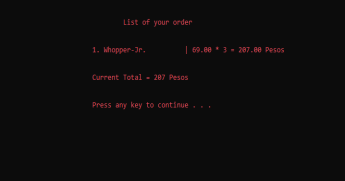 List of your order
1. Whopper-Jr. | 69.00 * 3 = 207.00 Pesos
Current Total = 207 Pesos
Press any key to continue . . .